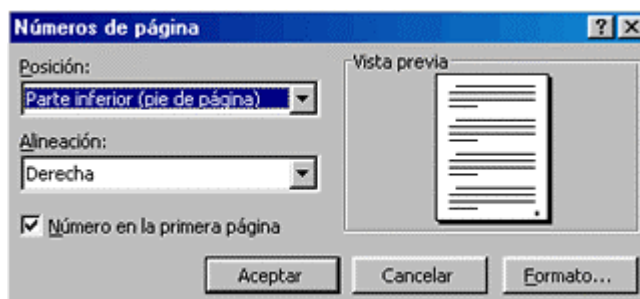 Números de página
Posición:
Parte inferior (pie de página)
Alineación:
Derecha
Número en la primera página
Vista previa
Aceptar
Cancelar
Formato...